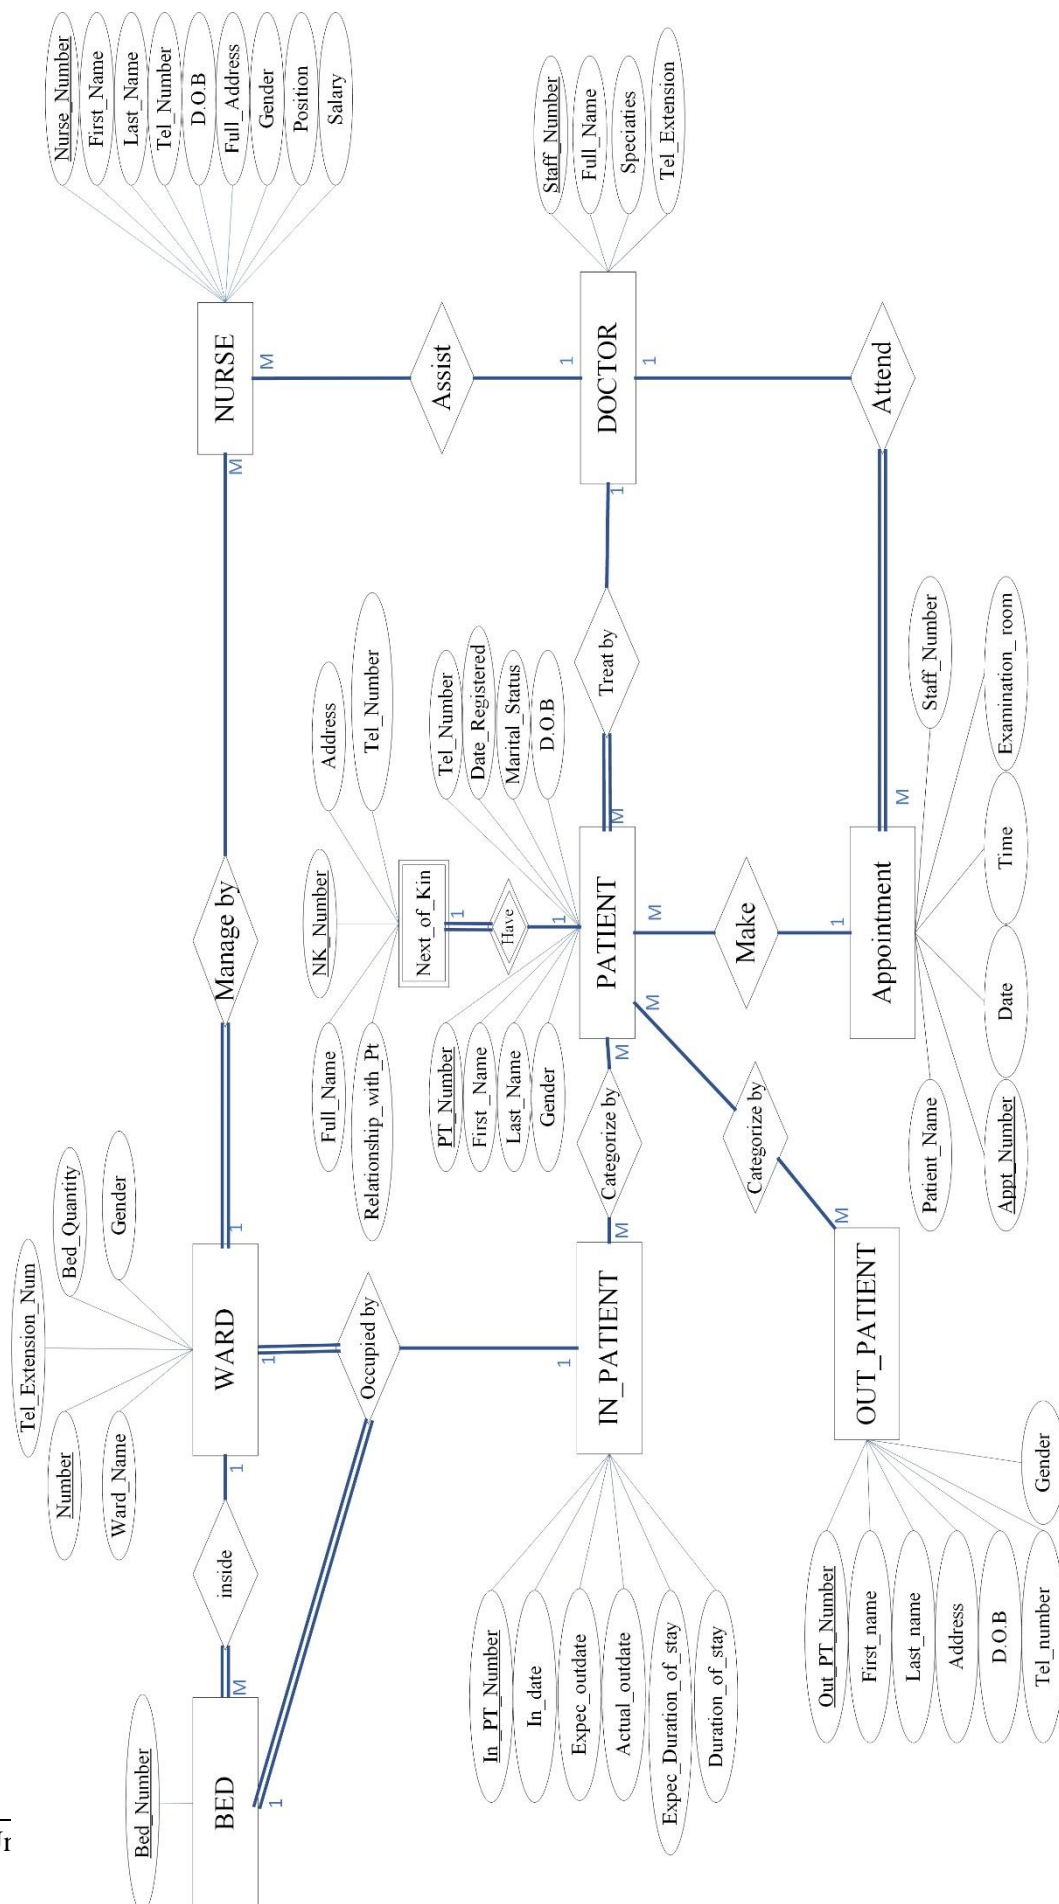 Bed_Number
BED
1
M
inside
1
Number
Ward_Name
Tel_Extension_Num
Bed_Quantity
Gender
WARD
1
1
Manage by
M
NURSE
Nurse_Number
First_Name
Last_Name
Tel_Number
D.O.B
Full_Address
Gender
Position
Salary
M
Assist
1
Occupied by
1
Full_Name
Relationship_with_Pt
NK_Number
Address
Tel_Number
Next_of_Kin
1
Have
1
PT_Number
First _Name
Last_Name
Gender
Tel_Number
Date_Registered
Marital_Status
D.O.B
In_PT_Number
In_date
Expec_outdate
Actual_outdate
Expec_Duration_of_stay
Duration_of_stay
IN_PATIENT
M
Categorize by
M
PATIENT
M
Treat by
1
DOCTOR
Staff_Number
Full_Name
Speciaties
Tel_Extension
1
Attend
M
M
Make
1
M
Categorize by
M
OUT_PATIENT
Out_PT_Number
First_name
Last_name
Address
D.O.B
Tel_number
Gender
Appointment
Patient_Name
Appt_Number
Date
Time
Examination_room
Staff_Number